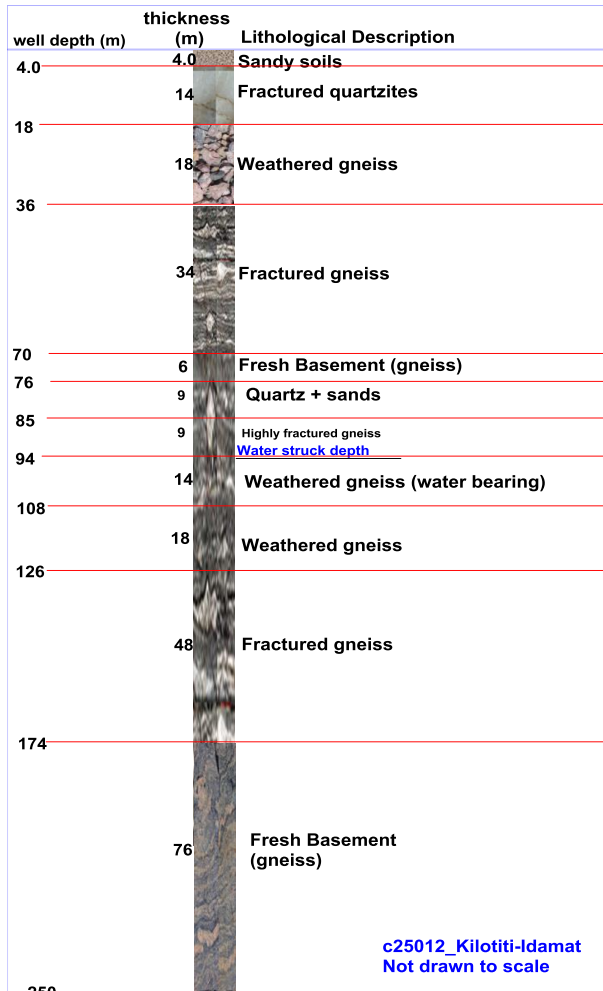 thickness
well depth (m) (m) Lithological Description
4.0 Sandy soils
4.0
14 Fractured quartzites
18
18 Weathered gneiss
36
34 Fractured gneiss
70
6 Fresh Basement (gneiss)
76
9 Quartz + sands
85
9 Highly fractured gneiss
Water struck depth
94
14 Weathered gneiss (water bearing)
108
18 Weathered gneiss
126
48 Fractured gneiss
174
76 Fresh Basement
(gneiss)
c25012_Kilotiti-Idamat
Not drawn to scale